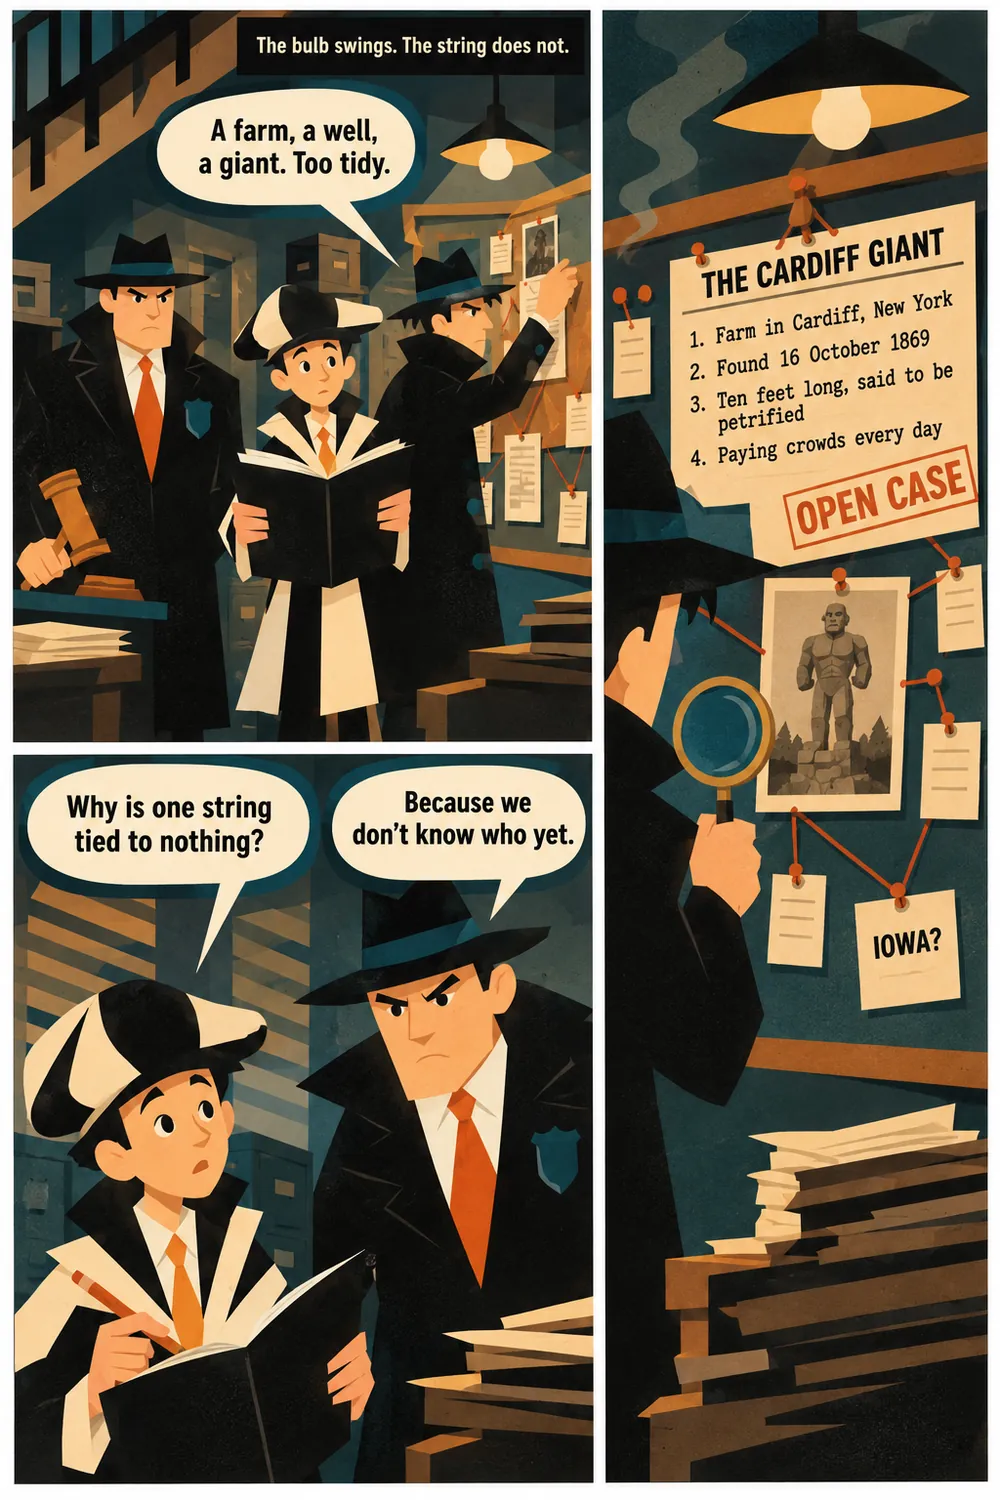 The bulb swings. The string does not.
A farm, a well,
a giant. Too tidy.
THE CARDIFF GIANT
1. Farm in Cardiff, New York
2. Found 16 October 1869
3. Ten feet long, said to be
petrified
4. Paying crowds every day
OPEN CASE
IOWA?
Why is one string
tied to nothing?
Because we
don't know who yet.